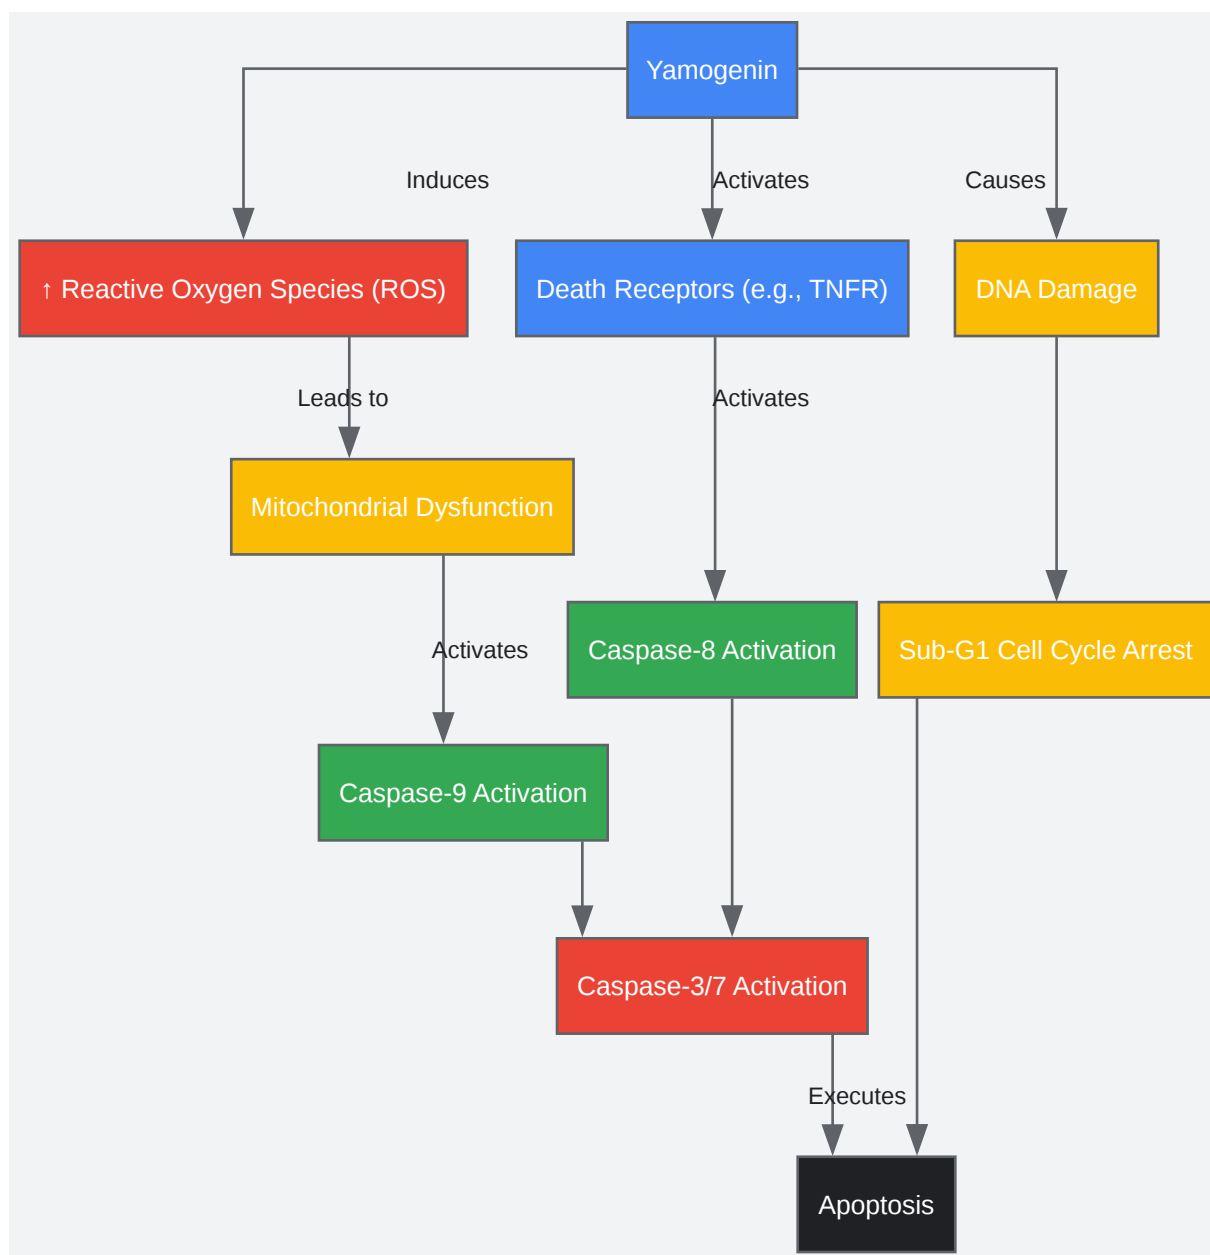 Yamogenin
Induces
Activates
Causes
↑ Reactive Oxygen Species (ROS)
Death Receptors (e.g., TNFR)
DNA Damage
Leads to
Activates
Mitochondrial Dysfunction
Activates
Caspase-8 Activation
Sub-G1 Cell Cycle Arrest
Caspase-9 Activation
Caspase-3/7 Activation
Executes
Apoptosis